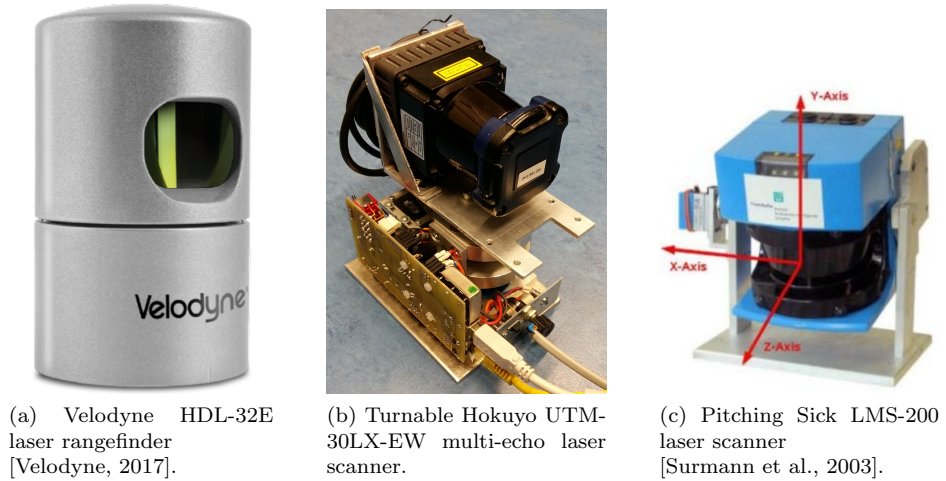 Velodyne
Y-Axis
X-Axis
Z-Axis
Fraunhofer
(a) Velodyne HDL-32E
laser rangefinder
[Velodyne, 2017].
(b) Turnable Hokuyo UTM-
30LX-EW multi-echo laser
scanner.
(c) Pitching Sick LMS-200
laser scanner
[Surmann et al., 2003].